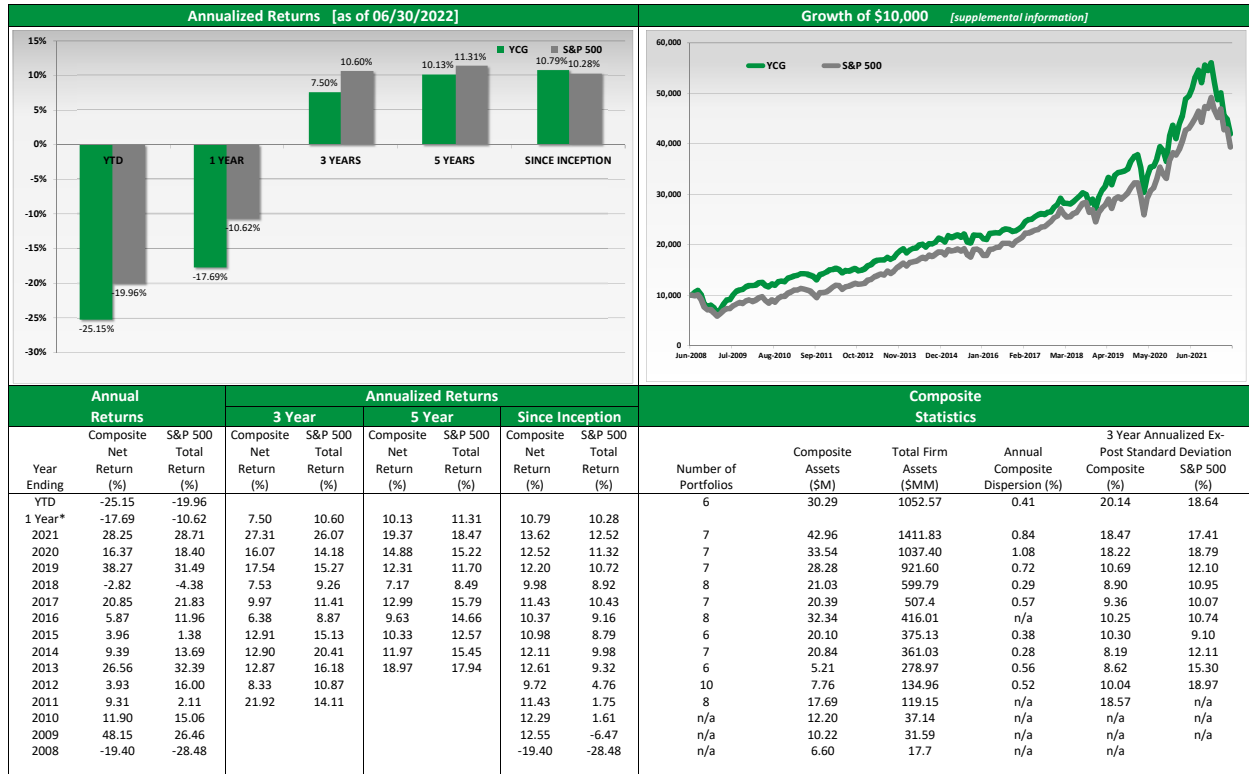 Annualized Returns [as of 06/30/2022]
15%
10%
5%
0%
-5%
-10%
-15%
-20%
-25%
-30%
YCG S&P 500
-25.15%
-19.96%
-17.69%
-10.62%
7.50%
10.60%
10.13%
11.31%
10.79%
10.28%
YTD 1 YEAR 3 YEARS 5 YEARS SINCE INCEPTION
Growth of $10,000 [supplemental information]
60,000
50,000
40,000
30,000
20,000
10,000
0
YCG S&P 500
Jun-2008 Jul-2009 Aug-2010 Sep-2011 Oct-2012 Nov-2013 Dec-2014 Jan-2016 Feb-2017 Mar-2018 Apr-2019 May-2020 Jun-2021
Annual Returns
Annualized Returns
3 Year 5 Year Since Inception
Composite Statistics
Year Ending
Composite Net Return (%)
S&P 500 Total Return (%)
Composite Net Return (%)
S&P 500 Total Return (%)
Composite Net Return (%)
S&P 500 Total Return (%)
Composite Net Return (%)
S&P 500 Total Return (%)
Number of Portfolios
Composite Assets ($M)
Total Firm Assets ($MM)
Annual Composite Dispersion (%)
3 Year Annualized Ex-Post Standard Deviation
Composite (%)
S&P 500 (%)
YTD -25.15 -19.96 6 30.29 1052.57 0.41 20.14 18.64
1 Year* -17.69 -10.62 7.50 10.60 10.13 11.31 10.79 10.28
2021 28.25 28.71 27.31 26.07 19.37 18.47 13.62 12.52 7 42.96 1411.83 0.84 18.47 17.41
2020 16.37 18.40 16.07 14.18 14.88 15.22 12.52 11.32 7 33.54 1037.40 1.08 18.22 18.79
2019 38.27 31.49 17.54 15.27 12.31 11.70 12.20 10.72 7 28.28 921.60 0.72 10.69 12.10
2018 -2.82 -4.38 7.53 9.26 7.17 8.49 9.98 8.92 8 21.03 599.79 0.29 8.90 10.95
2017 20.85 21.83 9.97 11.41 12.99 15.79 11.43 10.43 7 20.39 507.4 0.57 9.36 10.07
2016 5.87 11.96 6.38 8.87 9.63 14.66 10.37 9.16 8 32.34 416.01 n/a 10.25 10.74
2015 3.96 1.38 12.91 15.13 10.33 12.57 10.98 8.79 6 20.10 375.13 0.38 10.30 9.10
2014 9.39 13.69 12.90 20.41 11.97 15.45 12.11 9.98 7 20.84 361.03 0.28 8.19 12.11
2013 26.56 32.39 12.87 16.18 18.97 17.94 12.61 9.32 6 5.21 278.97 0.56 8.62 15.30
2012 3.93 16.00 8.33 10.87 9.72 4.76 10 7.76 134.96 0.52 10.04 18.97
2011 9.31 2.11 21.92 14.11 11.43 1.75 8 17.69 119.15 n/a 18.57 n/a
2010 11.90 15.06 12.29 1.61 n/a 12.20 37.14 n/a n/a n/a
2009 48.15 26.46 12.55 -6.47 n/a 10.22 31.59 n/a n/a n/a
2008 -19.40 -28.48 -19.40 -28.48 n/a 6.60 17.7 n/a n/a